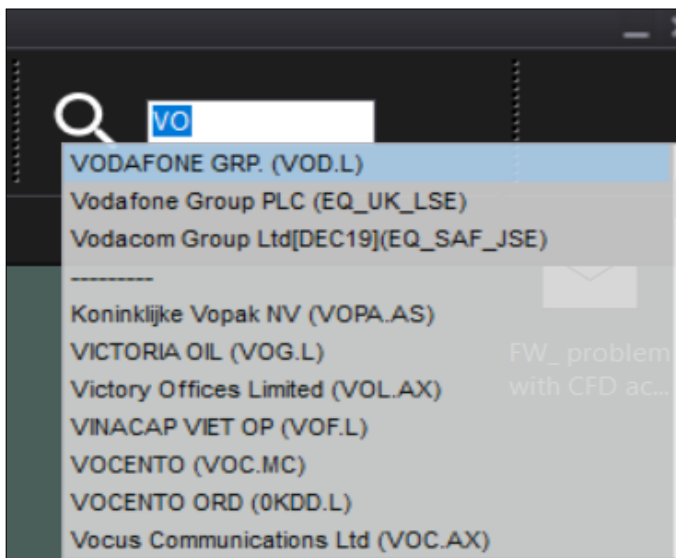 VO
VODAFONE GRP. (VOD.L)
Vodafone Group PLC (EQ_UK_LSE)
Vodacom Group Ltd[DEC19](EQ_SAF_JSE)
---------
Koninklijke Vopak NV (VOPA.AS)
VICTORIA OIL (VOG.L)
Victory Offices Limited (VOL.AX)
VINACAP VIET OP (VOF.L)
VOCENTO (VOC.MC)
VOCENTO ORD (0KDD.L)
Vocus Communications Ltd (VOC.AX)
FW_ problem
with CFD ac...